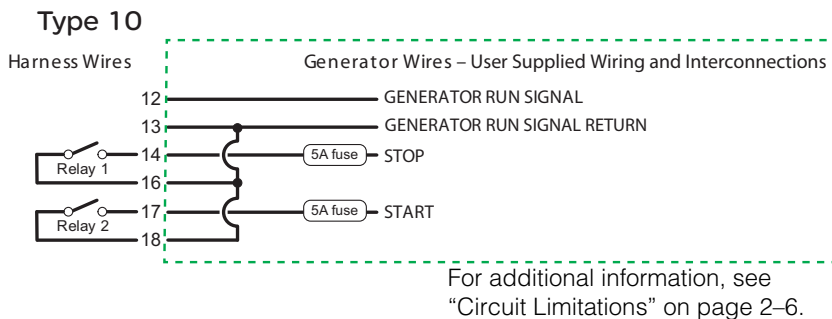 Type 10
Harness Wires
Generator Wires – User Supplied Wiring and Interconnections
12
GENERATOR RUN SIGNAL
13
GENERATOR RUN SIGNAL RETURN
14
5A fuse
STOP
Relay 1
16
17
5A fuse
START
Relay 2
18
For additional information, see
“Circuit Limitations” on page 2–6.